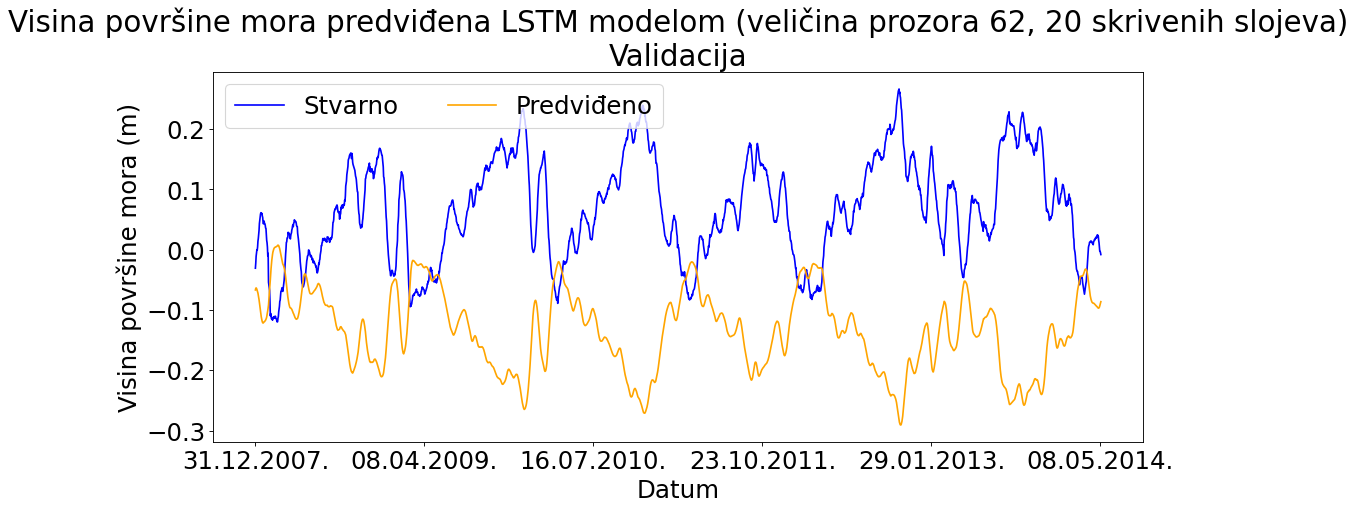 Visina površine mora predviđena LSTM modelom (veličina prozora 62, 20 skrivenih slojeva)
Validacija
Stvarno Predviđeno
Visina površine mora (m)
0.2
0.1
0.0
−0.1
−0.2
−0.3
31.12.2007. 08.04.2009. 16.07.2010. 23.10.2011. 29.01.2013. 08.05.2014.
Datum